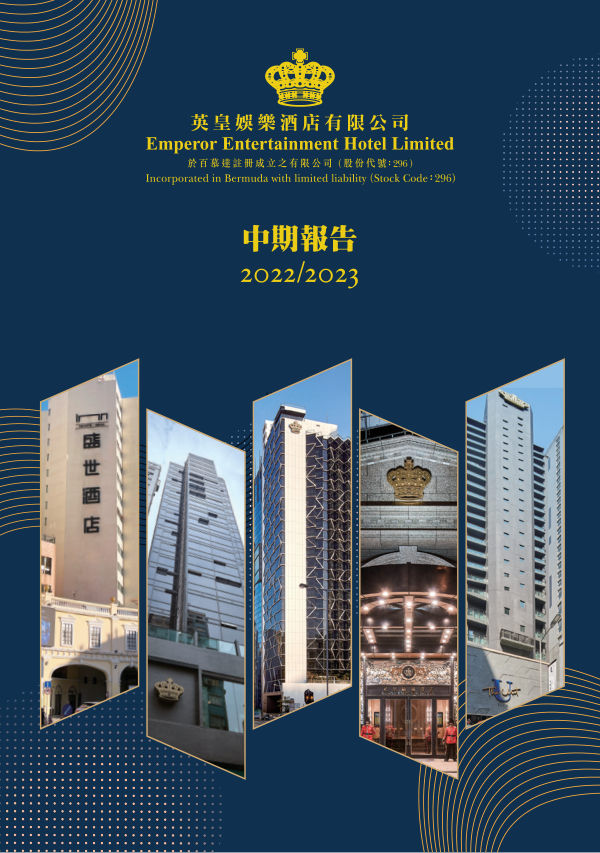 英皇娛樂酒店有限公司
Emperor Entertainment Hotel Limited
於百慕達註冊成立之有限公司 (股份代號：296)
Incorporated in Bermuda with limited liability (Stock Code：296)
中期報告
2022/2023
盛世酒店
U